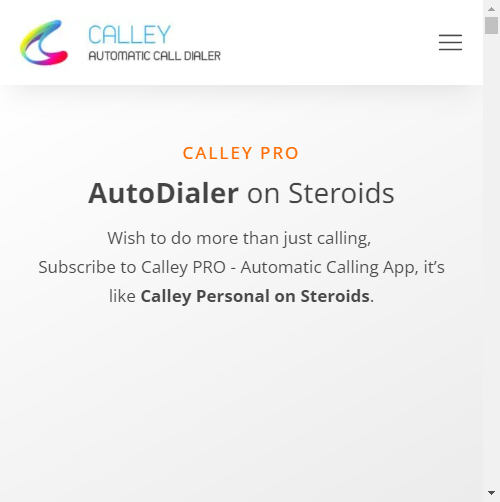 CALLEY
AUTOMATIC CALL DIALER
CALLEY PRO
AutoDialer on Steroids
Wish to do more than just calling,
Subscribe to Calley PRO - Automatic Calling App, it’s
like Calley Personal on Steroids.